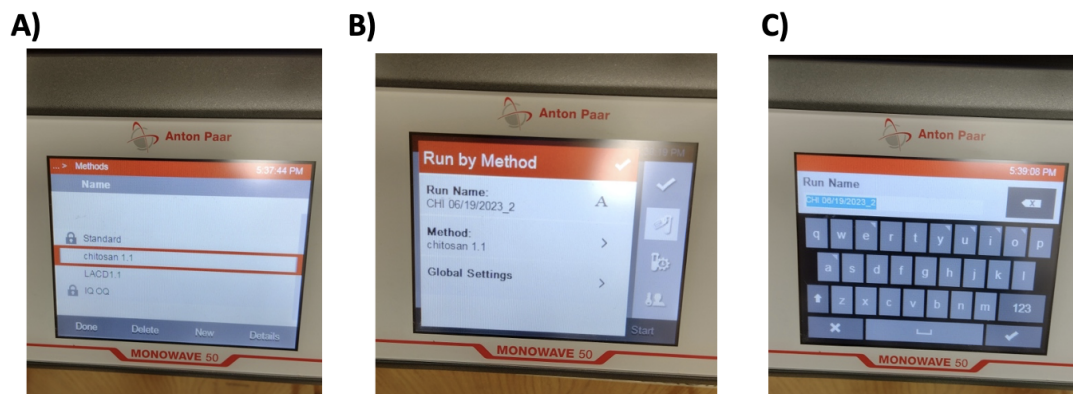 A)
Anton Paar
... > Methods 5:37:44 PM
Name
Standard
chitosan 1.1
LACD1.1
IQ OQ
Done Delete New Details
MONOWAVE 50
B)
Anton Paar
PM
Run by Method
Run Name:
CHI 06/19/2023_2
A
Method:
chitosan 1.1
Global Settings
Start
MONOWAVE 50
C)
Anton Paar
5:39:08 PM
Run Name
CHI 06/19/2023_2
q w e r t y u i o p
a s d f g h j k l
z x c v b n m 123
MONOWAVE 50